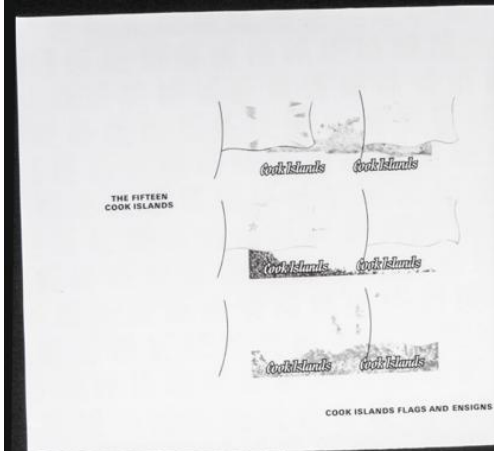 Cook Islands Cook Islands
THE FIFTEEN
COOK ISLANDS
Cook Islands Cook Islands
Cook Islands Cook Islands
COOK ISLANDS FLAGS AND ENSIGNS